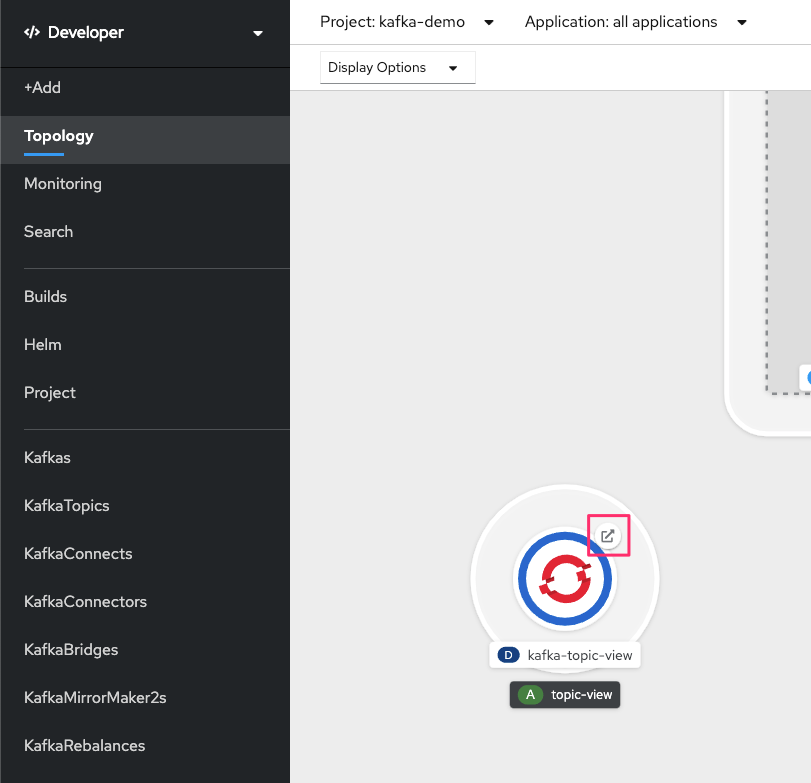 </> Developer
Project: kafka-demo
Application: all applications
Display Options
+Add
Topology
Monitoring
Search
Builds
Helm
Project
Kafkas
KafkaTopics
KafkaConnects
KafkaConnectors
KafkaBridges
KafkaMirrorMaker2s
KafkaRebalances
D kafka-topic-view
A topic-view